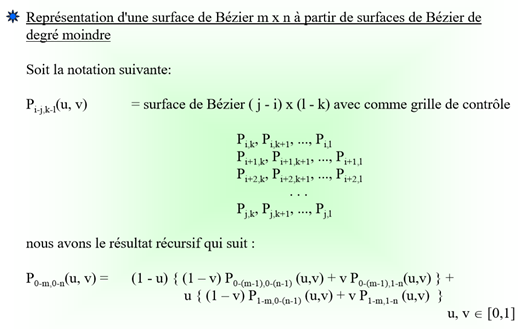 Représentation d'une surface de Bézier m x n à partir de surfaces de Bézier de
degré moindre
Soit la notation suivante:
P_{i-j,k-l}(u, v) = surface de Bézier ( j - i) x (l - k) avec comme grille de contrôle
P_{i,k}, P_{i,k+1}, ..., P_{i,l}
P_{i+1,k}, P_{i+1,k+1}, ..., P_{i+1,l}
P_{i+2,k}, P_{i+2,k+1}, ..., P_{i+2,l}
. . .
P_{j,k}, P_{j,k+1}, ..., P_{j,l}
nous avons le résultat récursif qui suit :
P_{0-m,0-n}(u, v) = (1 - u) { (1 – v) P_{0-(m-1),0-(n-1)} (u,v) + v P_{0-(m-1),1-n}(u,v) } +
u { (1 – v) P_{1-m,0-(n-1)} (u,v) + v P_{1-m,1-n} (u,v) }
u, v ∈ [0,1]